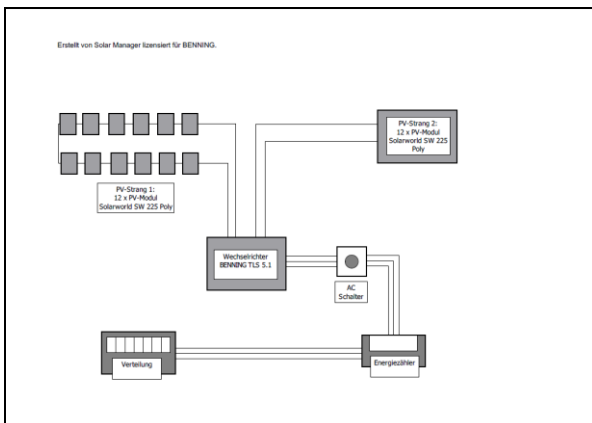 Erstellt von Solar Manager lizensiert für BENNING.
PV-Strang 2:
12 x PV-Modul
Solarworld SW 225
Poly
PV-Strang 1:
12 x PV-Modul
Solarworld SW 225 Poly
Wechselrichter
BENNING TLS 5.1
AC
Schalter
Verteilung
Energiezähler